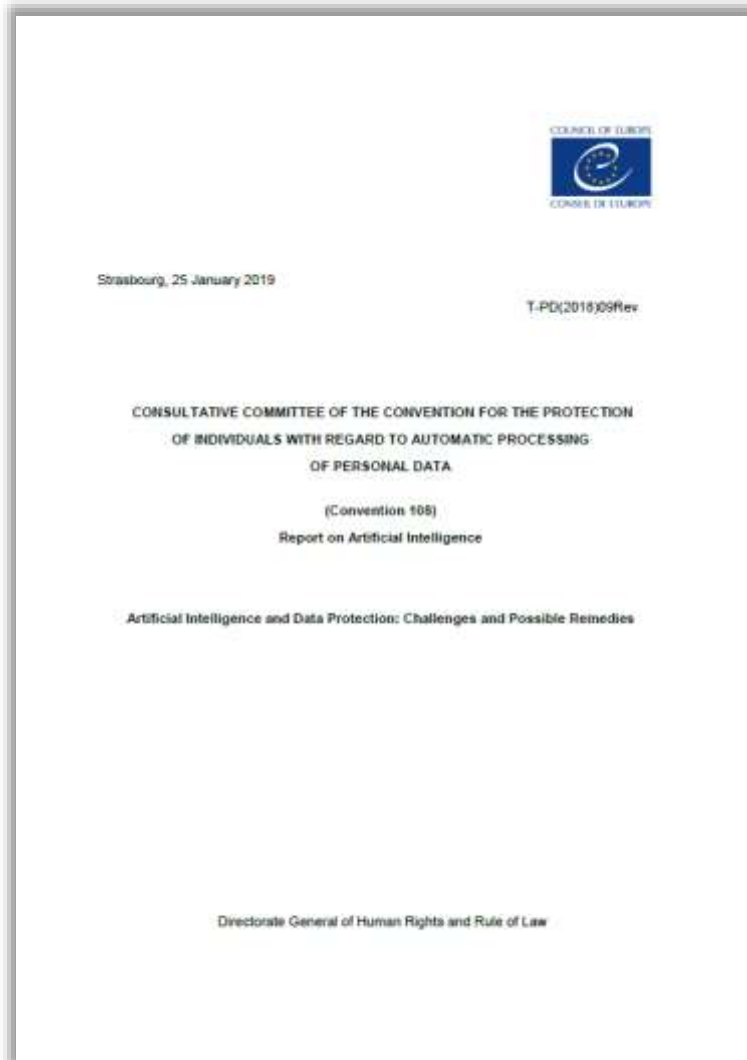 COUNCIL OF EUROPE
CONSEIL DE L'EUROPE
Strasbourg, 25 January 2019
T-PD(2018)09Rev
CONSULTATIVE COMMITTEE OF THE CONVENTION FOR THE PROTECTION
OF INDIVIDUALS WITH REGARD TO AUTOMATIC PROCESSING
OF PERSONAL DATA
(Convention 108)
Report on Artificial Intelligence
Artificial Intelligence and Data Protection: Challenges and Possible Remedies
Directorate General of Human Rights and Rule of Law